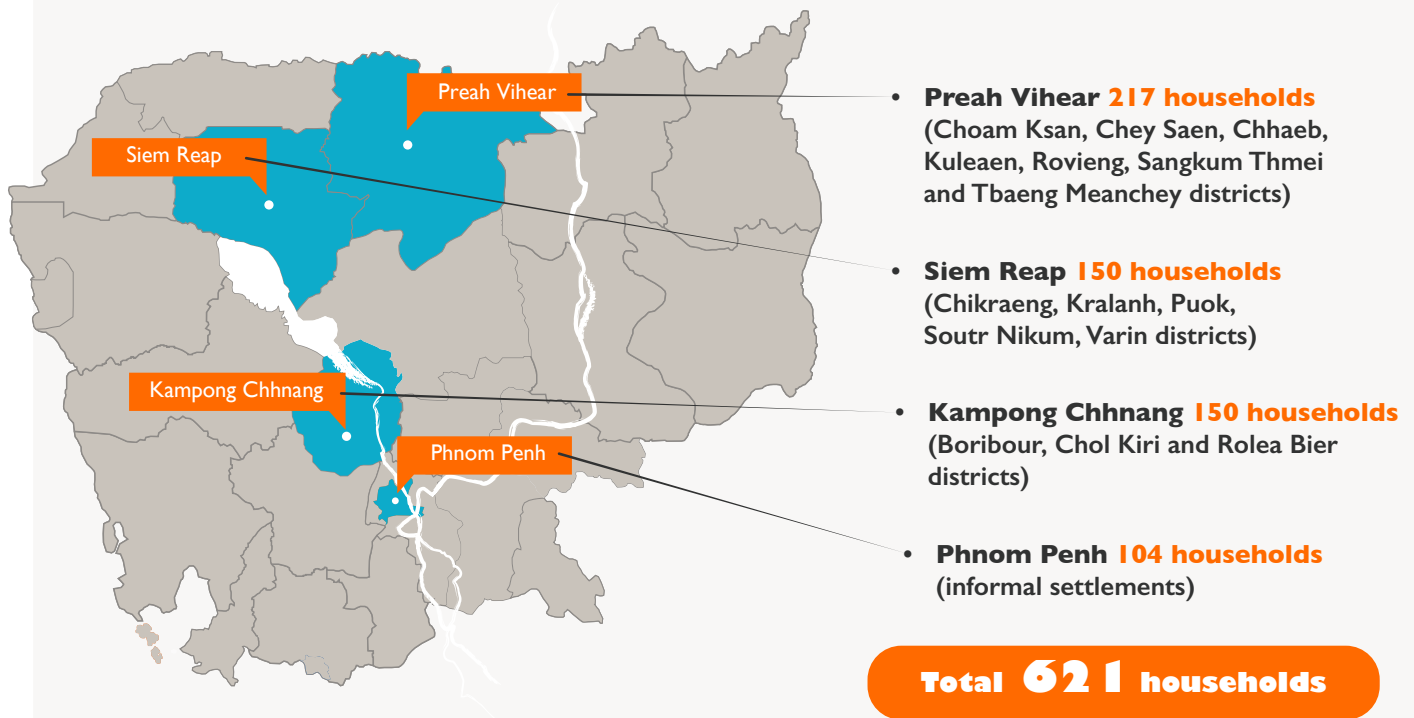 Preah Vihear
Siem Reap
Kampong Chhnang
Phnom Penh
• Preah Vihear 217 households
(Choam Ksan, Chey Saen, Chhaeb,
Kuleaen, Rovieng, Sangkum Thmei
and Tbaeng Meanchey districts)
• Siem Reap 150 households
(Chikraeng, Kralanh, Puok,
Soutr Nikum, Varin districts)
• Kampong Chhnang 150 households
(Boribour, Chol Kiri and Rolea Bier
districts)
• Phnom Penh 104 households
(informal settlements)
Total 621 households